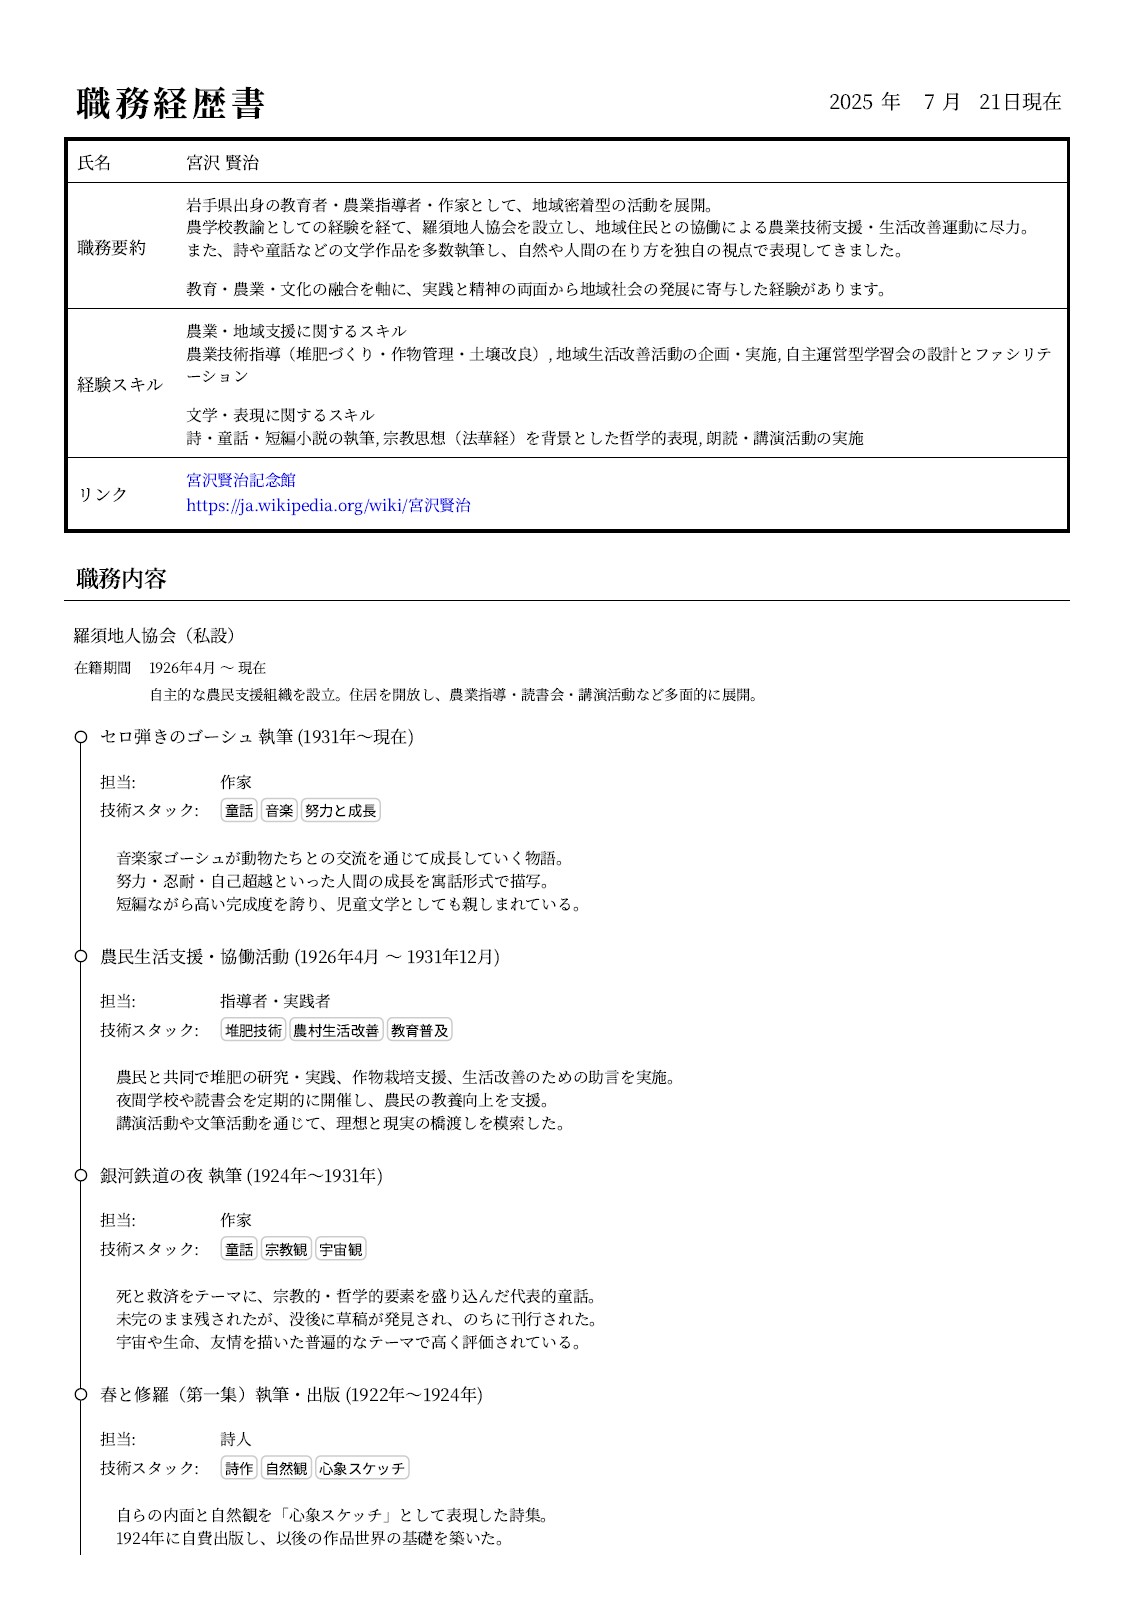 職務経歴書
2025 年 7 月 21日現在
氏名 宮沢 賢治
職務要約
岩手県出身の教育者・農業指導者・作家として、地域密着型の活動を展開。
農学校教諭としての経験を経て、羅須地人協会を設立し、地域住民との協働による農業技術支援・生活改善運動に尽力。
また、詩や童話などの文学作品を多数執筆し、自然や人間の在り方を独自の視点で表現してきました。
教育・農業・文化の融合を軸に、実践と精神の両面から地域社会の発展に寄与した経験があります。
経験スキル
農業・地域支援に関するスキル
農業技術指導（堆肥づくり・作物管理・土壌改良）, 地域生活改善活動の企画・実施, 自主運営型学習会の設計とファシリテ
ーション
文学・表現に関するスキル
詩・童話・短編小説の執筆, 宗教思想（法華経）を背景とした哲学的表現, 朗読・講演活動の実施
リンク
宮沢賢治記念館
https://ja.wikipedia.org/wiki/宮沢賢治
職務内容
羅須地人協会（私設）
在籍期間 1926年4月 〜 現在
自主的な農民支援組織を設立。住居を開放し、農業指導・読書会・講演活動など多面的に展開。
セロ弾きのゴーシュ 執筆 (1931年〜現在)
担当: 作家
技術スタック: 童話 音楽 努力と成長
音楽家ゴーシュが動物たちとの交流を通じて成長していく物語。
努力・忍耐・自己超越といった人間の成長を寓話形式で描写。
短編ながら高い完成度を誇り、児童文学としても親しまれている。
農民生活支援・協働活動 (1926年4月 〜 1931年12月)
担当: 指導者・実践者
技術スタック: 堆肥技術 農村生活改善 教育普及
農民と共同で堆肥の研究・実践、作物栽培支援、生活改善のための助言を実施。
夜間学校や読書会を定期的に開催し、農民の教養向上を支援。
講演活動や文筆活動を通じて、理想と現実の橋渡しを模索した。
銀河鉄道の夜 執筆 (1924年〜1931年)
担当: 作家
技術スタック: 童話 宗教観 宇宙観
死と救済をテーマに、宗教的・哲学的要素を盛り込んだ代表的童話。
未完のまま残されたが、没後に草稿が発見され、のちに刊行された。
宇宙や生命、友情を描いた普遍的なテーマで高く評価されている。
春と修羅（第一集）執筆・出版 (1922年〜1924年)
担当: 詩人
技術スタック: 詩作 自然観 心象スケッチ
自らの内面と自然観を「心象スケッチ」として表現した詩集。
1924年に自費出版し、以後の作品世界の基礎を築いた。